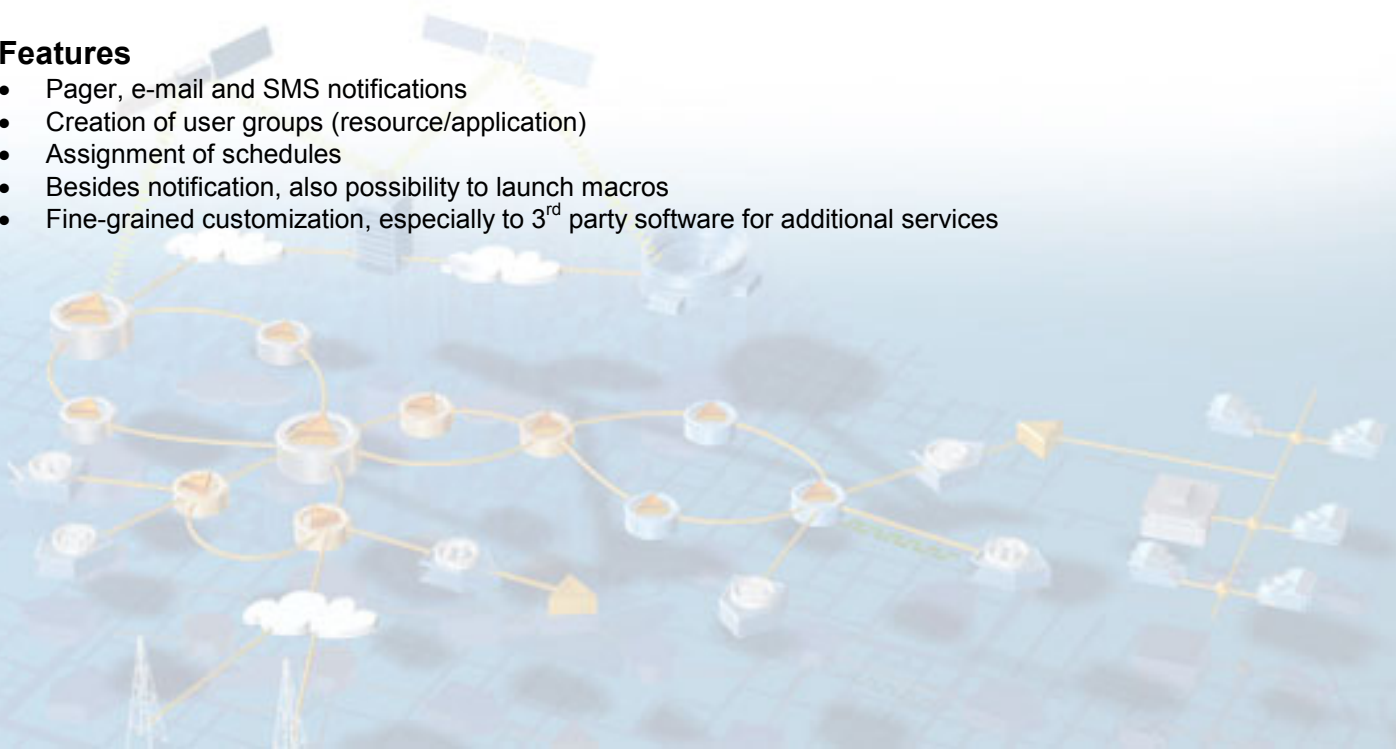 Features
• Pager, e-mail and SMS notifications
• Creation of user groups (resource/application)
• Assignment of schedules
• Besides notification, also possibility to launch macros
• Fine-grained customization, especially to 3rd party software for additional services